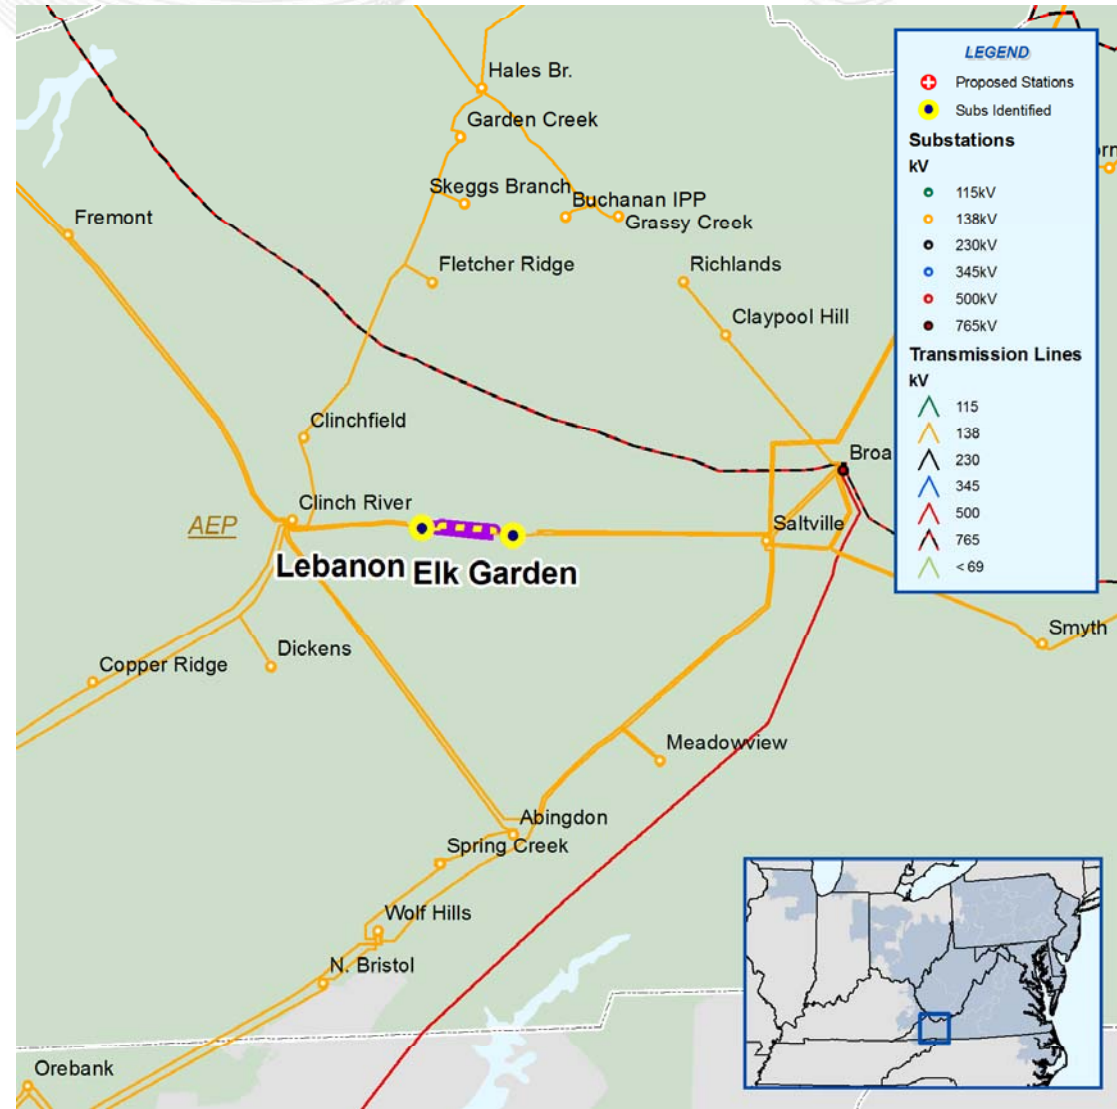 Hales Br.
Garden Creek
Skeggs Branch
Buchanan IPP
Grassy Creek
Fremont
Fletcher Ridge
Richlands
Claypool Hill
Clinchfield
Broa
Clinch River
AEP
Saltville
Lebanon
Elk Garden
Smyth
Dickens
Copper Ridge
Meadowview
Abingdon
Spring Creek
Wolf Hills
N. Bristol
Orebank
LEGEND
Proposed Stations
Subs Identified
Substations
kV
115kV
138kV
230kV
345kV
500kV
765kV
Transmission Lines
kV
115
138
230
345
500
765
< 69